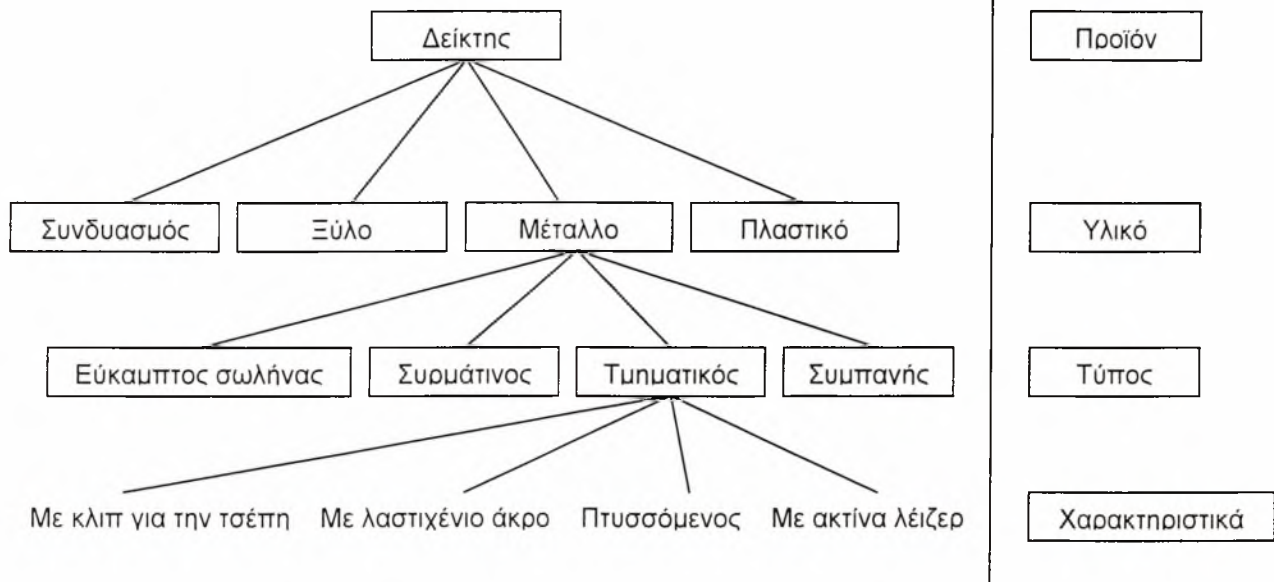 Δείκτης Προϊόν
Συνδυασμός Ξύλο Μέταλλο Πλαστικό Υλικό
Εύκαμπτος σωλήνας Συρμάτινος Τμηματικός Συμπαγής Τύπος
Με κλιπ για την τσέπη Με λαστιχένιο άκρο Πτυσσόμενος Με ακτίνα λέιζερ Χαρακτηριστικά